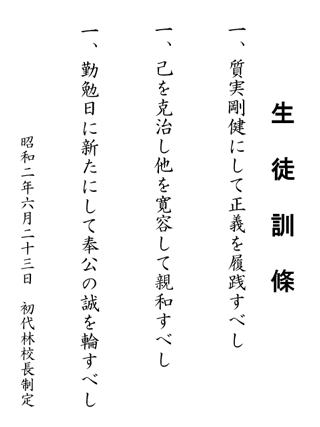 生徒訓條
一、質実剛健にして正義を履践すべし
一、己を克治し他を寛容して親和すべし
一、勤勉日に新たにして奉公の誠を輪すべし
昭和二年六月二十三日 初代林校長制定